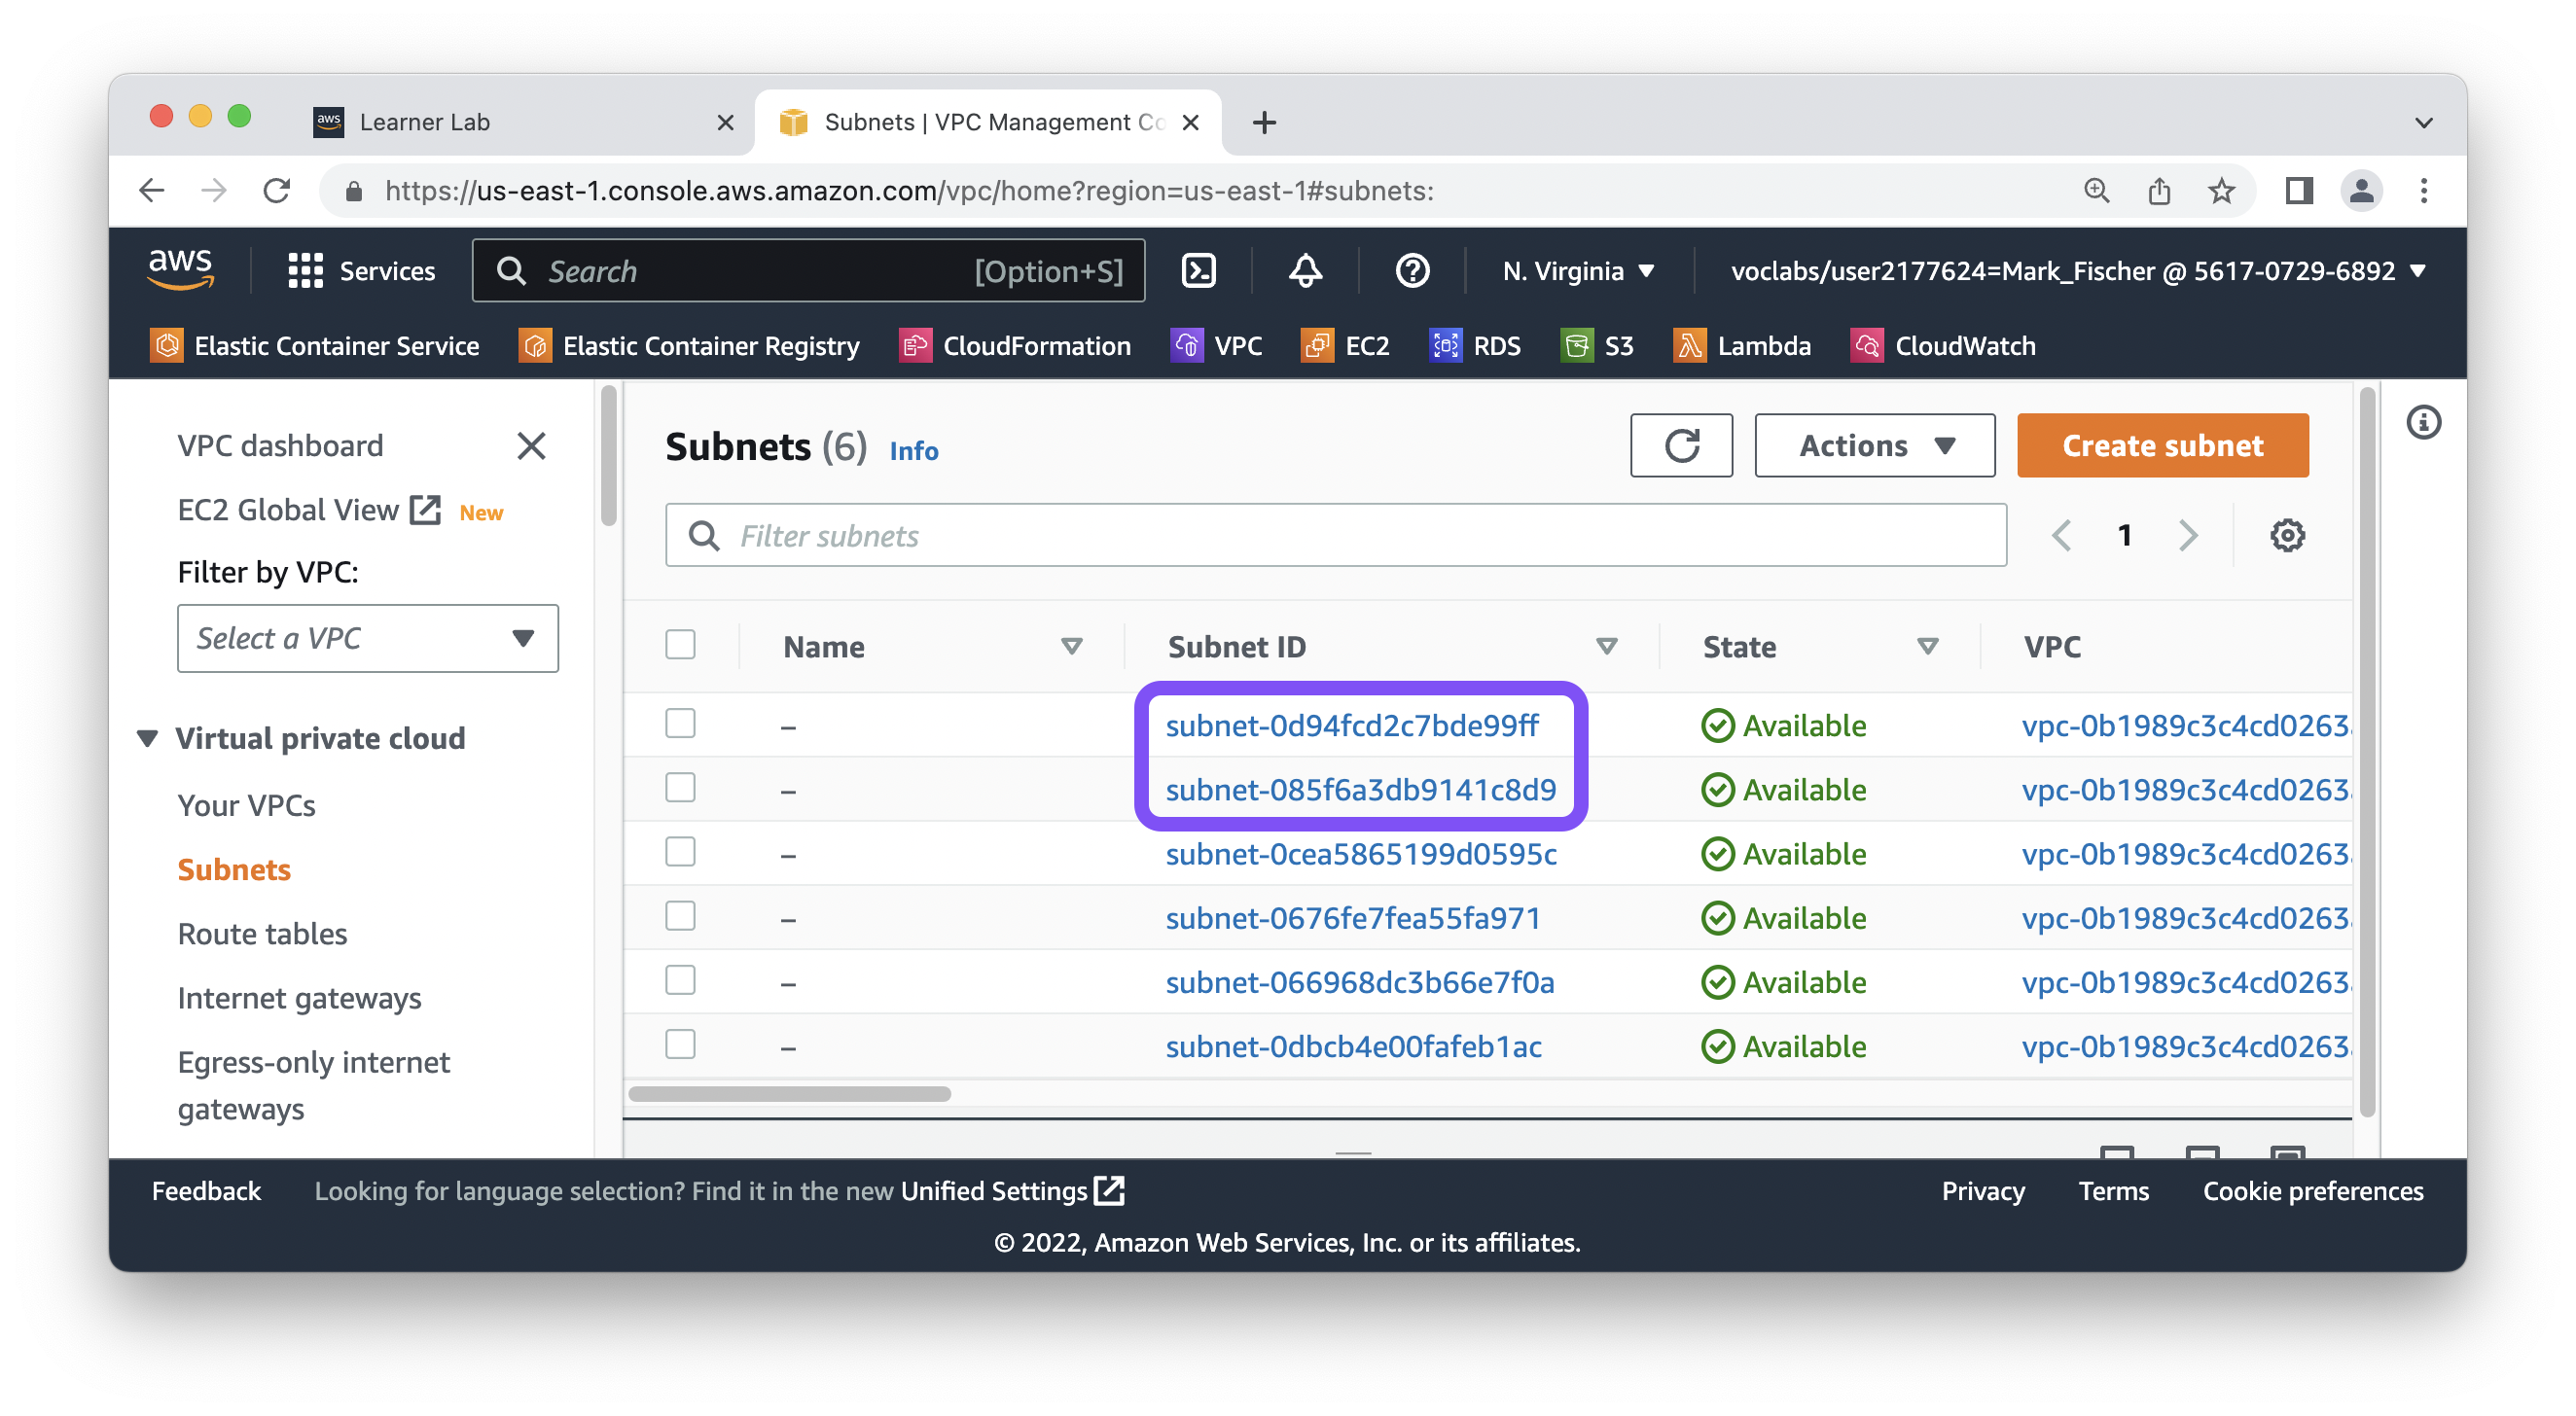 aws Learner Lab
Subnets | VPC Management Co
https://us-east-1.console.aws.amazon.com/vpc/home?region=us-east-1#subnets:
aws Services Search [Option+S] N. Virginia voclabs/user2177624=Mark_Fischer @ 5617-0729-6892
Elastic Container Service Elastic Container Registry CloudFormation VPC EC2 RDS S3 Lambda CloudWatch
VPC dashboard
EC2 Global View New
Filter by VPC:
Select a VPC
Virtual private cloud
Your VPCs
Subnets
Route tables
Internet gateways
Egress-only internet
gateways
Subnets (6) Info Actions Create subnet
Filter subnets 1
Name Subnet ID State VPC
– subnet-0d94fcd2c7bde99ff Available vpc-0b1989c3c4cd0263
– subnet-085f6a3db9141c8d9 Available vpc-0b1989c3c4cd0263
– subnet-0cea5865199d0595c Available vpc-0b1989c3c4cd0263
– subnet-0676fe7fea55fa971 Available vpc-0b1989c3c4cd0263
– subnet-066968dc3b66e7f0a Available vpc-0b1989c3c4cd0263
– subnet-0dbcb4e00fafeb1ac Available vpc-0b1989c3c4cd0263
Feedback Looking for language selection? Find it in the new Unified Settings Privacy Terms Cookie preferences
© 2022, Amazon Web Services, Inc. or its affiliates.